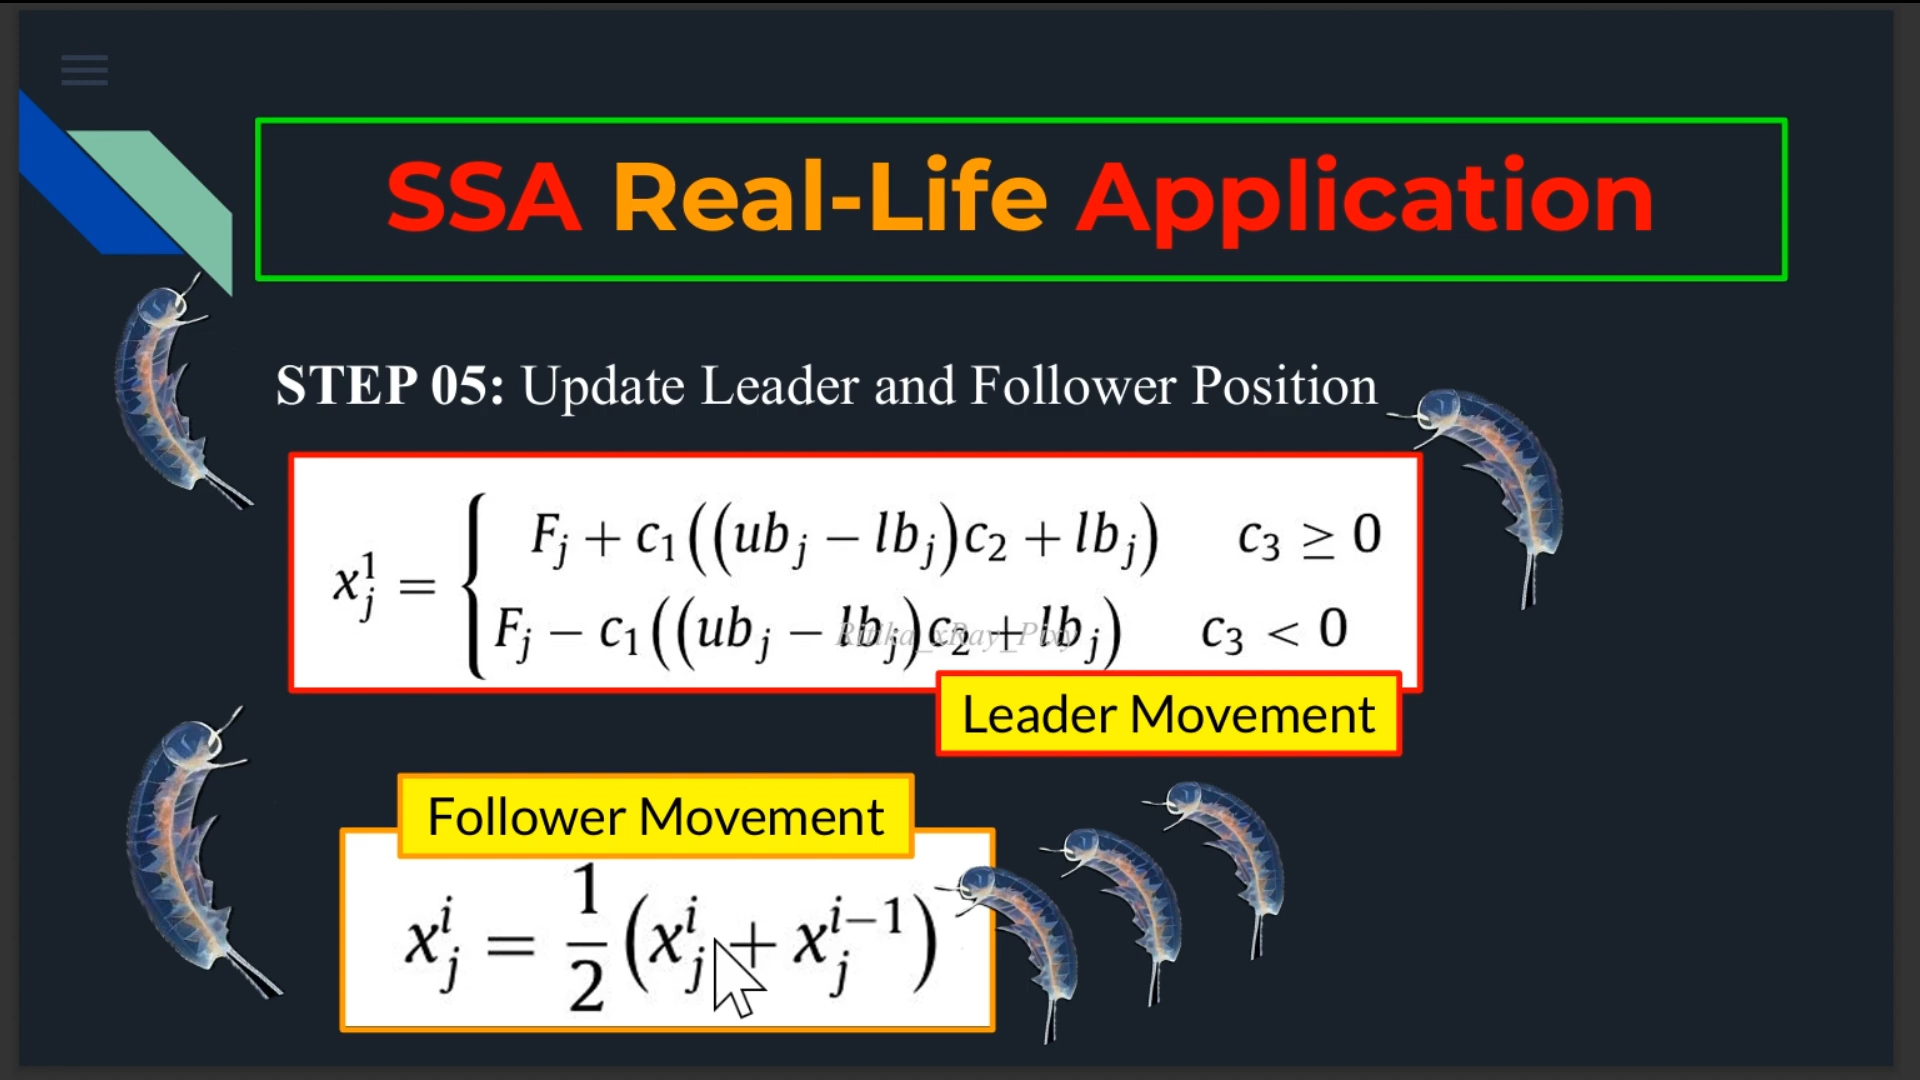 SSA Real-Life Application
STEP 05: Update Leader and Follower Position
x_j^1 = { F_j + c_1((ub_j − lb_j)c_2 + lb_j) c_3 ≥ 0
F_j − c_1((ub_j − lb_j)c_2 + lb_j) c_3 < 0
Ritika_xRay_Pixy
Leader Movement
Follower Movement
x_j^i = 1/2 (x_j^i + x_j^{i−1})